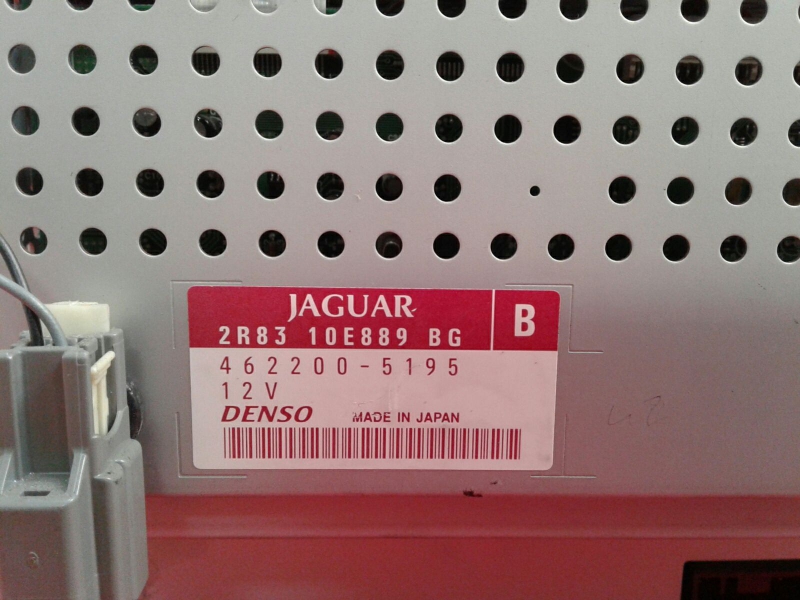 JAGUAR
2R83 10E889 BG
B
462200-5195
12V
DENSO MADE IN JAPAN